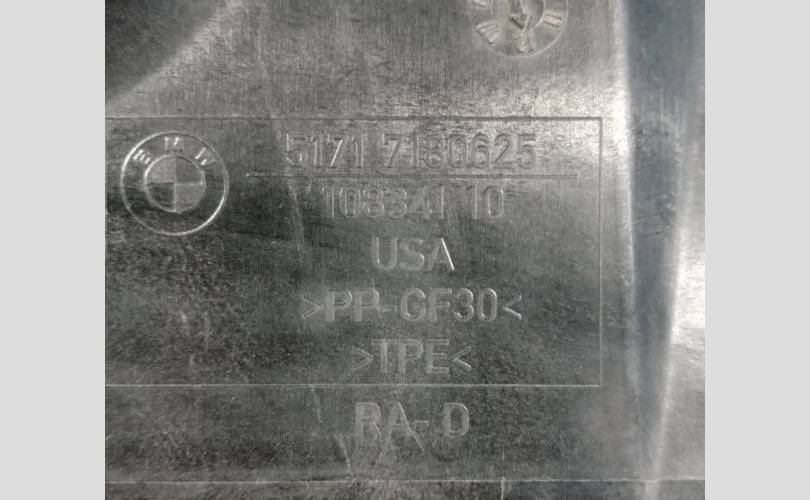 BMW
5171 7180625
108341 10
USA
>PP-GF30<
>TPE<
RA-D